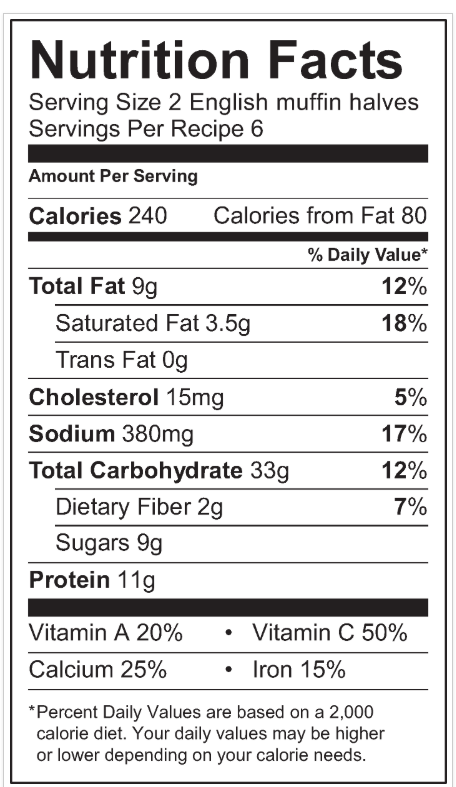 Nutrition Facts
Serving Size 2 English muffin halves
Servings Per Recipe 6
Amount Per Serving
Calories 240 Calories from Fat 80
% Daily Value*
Total Fat 9g 12%
Saturated Fat 3.5g 18%
Trans Fat 0g
Cholesterol 15mg 5%
Sodium 380mg 17%
Total Carbohydrate 33g 12%
Dietary Fiber 2g 7%
Sugars 9g
Protein 11g
Vitamin A 20% • Vitamin C 50%
Calcium 25% • Iron 15%
*Percent Daily Values are based on a 2,000
calorie diet. Your daily values may be higher
or lower depending on your calorie needs.